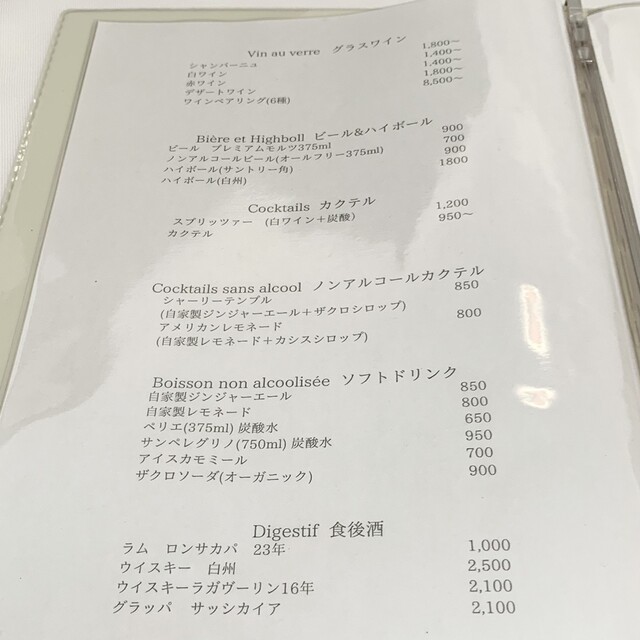 Vin au verre グラスワイン
シャンパーニュ 1,800～
白ワイン 1,400～
赤ワイン 1,400～
デザートワイン 1,800～
ワインペアリング(6種) 8,500～
Bière et Highboll ビール&ハイボール
ビール プレミアムモルツ375ml 900
ノンアルコールビール(オールフリー375ml) 700
ハイボール(サントリー角) 900
ハイボール(白州) 1800
Cocktails カクテル
スプリッツァー (白ワイン＋炭酸) 1,200
カクテル 950～
Cocktails sans alcool ノンアルコールカクテル
シャーリーテンプル 850
(自家製ジンジャーエール＋ザクロシロップ)
アメリカンレモネード 800
(自家製レモネード＋カシスシロップ)
Boisson non alcoolisée ソフトドリンク
自家製ジンジャーエール 850
自家製レモネード 800
ペリエ(375ml) 炭酸水 650
サンペレグリノ(750ml) 炭酸水 950
アイスカモミール 700
ザクロソーダ(オーガニック) 900
Digestif 食後酒
ラム ロンサカパ 23年 1,000
ウイスキー 白州 2,500
ウイスキーラガヴーリン16年 2,100
グラッパ サッシカイア 2,100